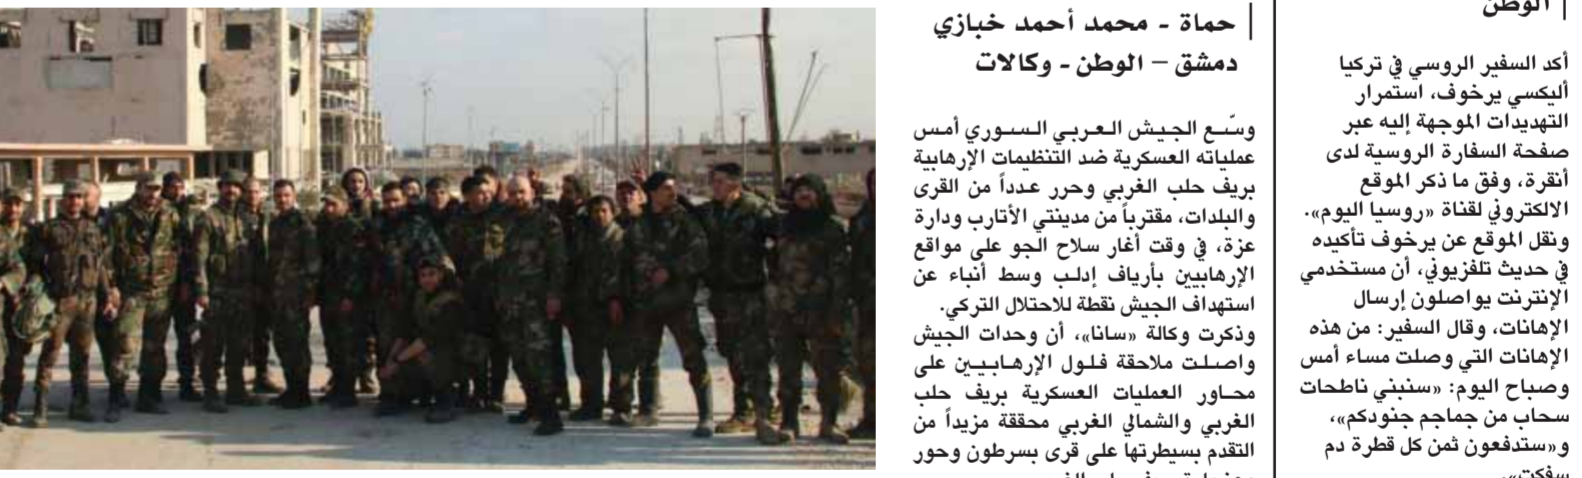 الوطن
أكد السفير الروسي في تركيا
أليكسي يرخوف، استمرار
التهديدات الموجهة إليه عبر
صفحة السفارة الروسية لدى
أنقرة، وفق ما ذكر الموقع
الالكتروني لقناة «روسيا اليوم».
ونقل الموقع عن يرخوف تأكيده
في حديث تلفزيوني، أن مستخدمي
الإنترنت يواصلون إرسال
الإهانات، وقال السفير: من هذه
الإهانات التي وصلت مساء أمس
وصباح اليوم: «سنبني ناطحات
سحاب من جماجم جنودكم»،
و«ستدفعون ثمن كل قطرة دم
سفكت».
حماة - محمد أحمد خبازي
دمشق – الوطن - وكالات
وسّع الجيش العربي السوري أمس
عملياته العسكرية ضد التنظيمات الإرهابية
بريف حلب الغربي وحرر عدداً من القرى
والبلدات، مقترباً من مدينتي الأتارب ودارة
عزة، في وقت أغار سلاح الجو على مواقع
الإرهابيين بأرياف إدلب وسط أنباء عن
استهداف الجيش نقطة للاحتلال التركي.
وذكرت وكالة «سانا»، أن وحدات الجيش
واصلت ملاحقة فلول الإرهابيين على
محاور العمليات العسكرية بريف حلب
الغربي والشمالي الغربي محققة مزيداً من
التقدم بسيطرتها على قرى بسرطون وحور